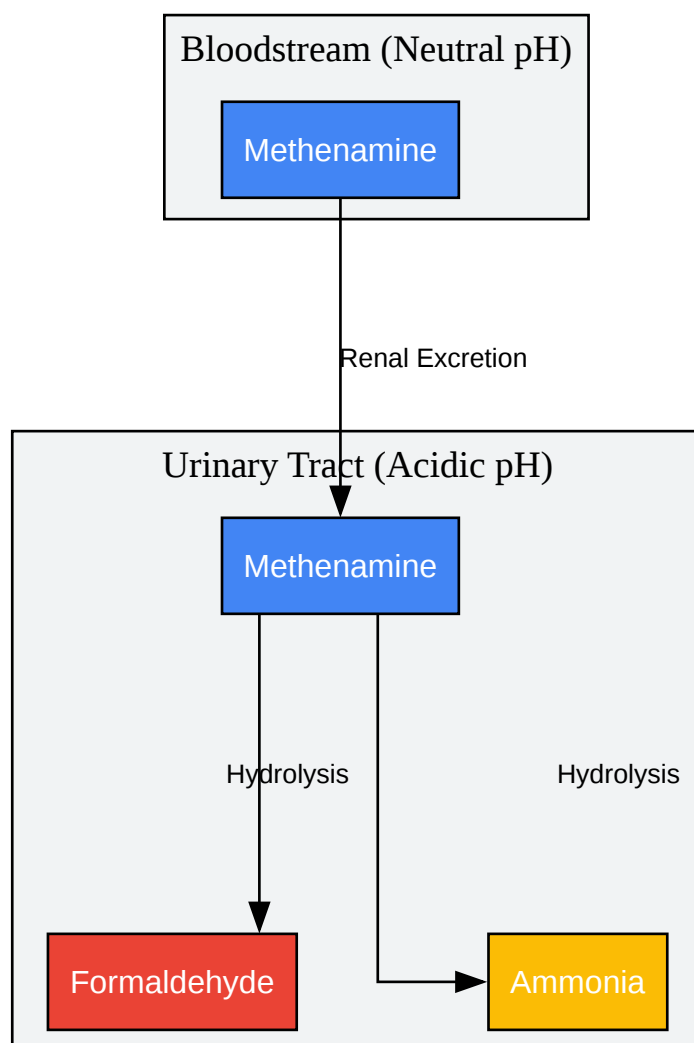 Bloodstream (Neutral pH)
Methenamine
Renal Excretion
Urinary Tract (Acidic pH)
Methenamine
Hydrolysis
Hydrolysis
Formaldehyde
Ammonia